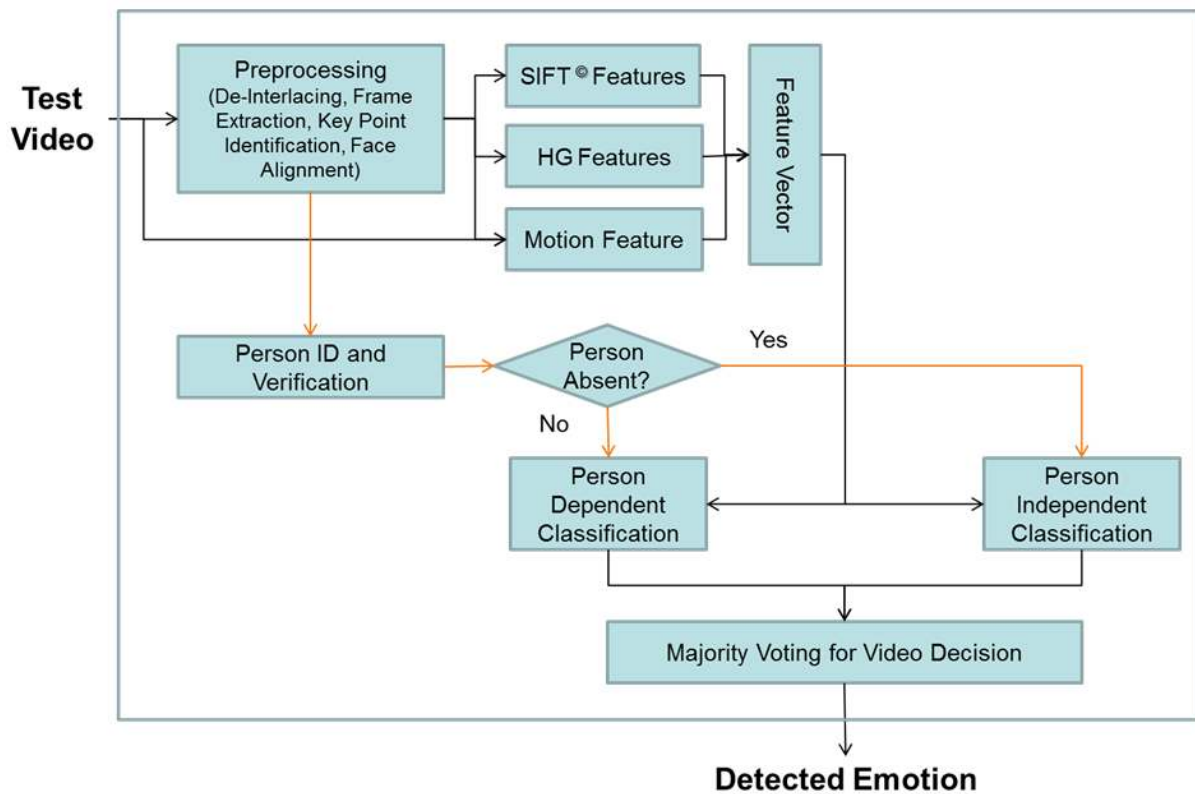 Test
Video
Preprocessing
(De-Interlacing, Frame
Extraction, Key Point
Identification, Face
Alignment)
SIFT © Features
HG Features
Motion Feature
Feature Vector
Person ID and
Verification
Person
Absent?
Yes
No
Person
Dependent
Classification
Person
Independent
Classification
Majority Voting for Video Decision
Detected Emotion